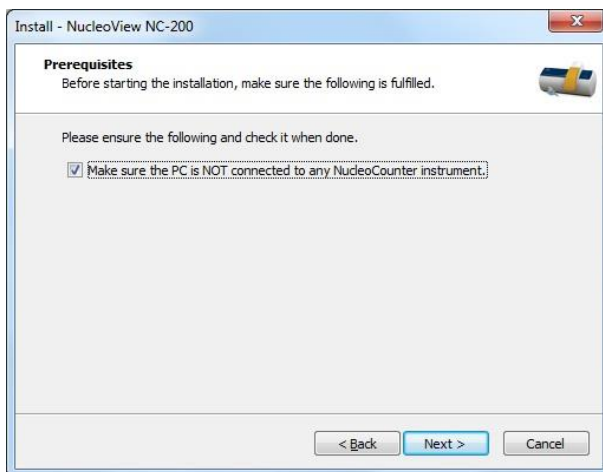 Install - NucleoView NC-200
Prerequisites
Before starting the installation, make sure the following is fulfilled.
Please ensure the following and check it when done.
Make sure the PC is NOT connected to any NucleoCounter instrument.
< Back
Next >
Cancel